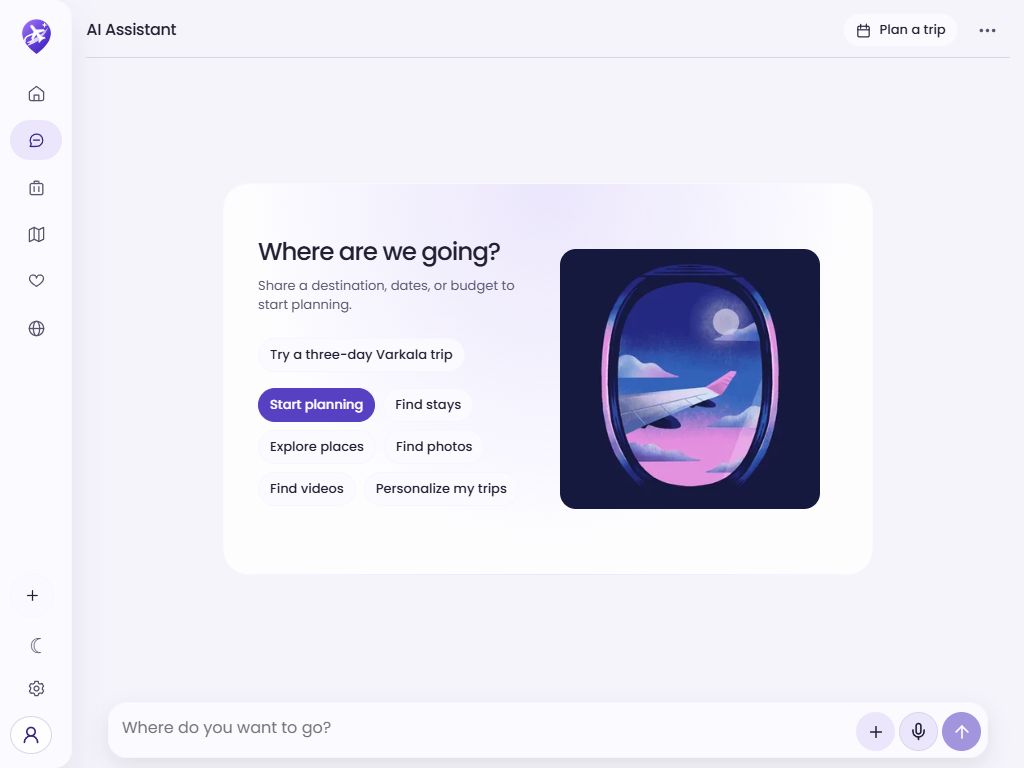 AI Assistant
Plan a trip
Where are we going?
Share a destination, dates, or budget to
start planning.
Try a three-day Varkala trip
Start planning
Find stays
Explore places
Find photos
Find videos
Personalize my trips
Where do you want to go?